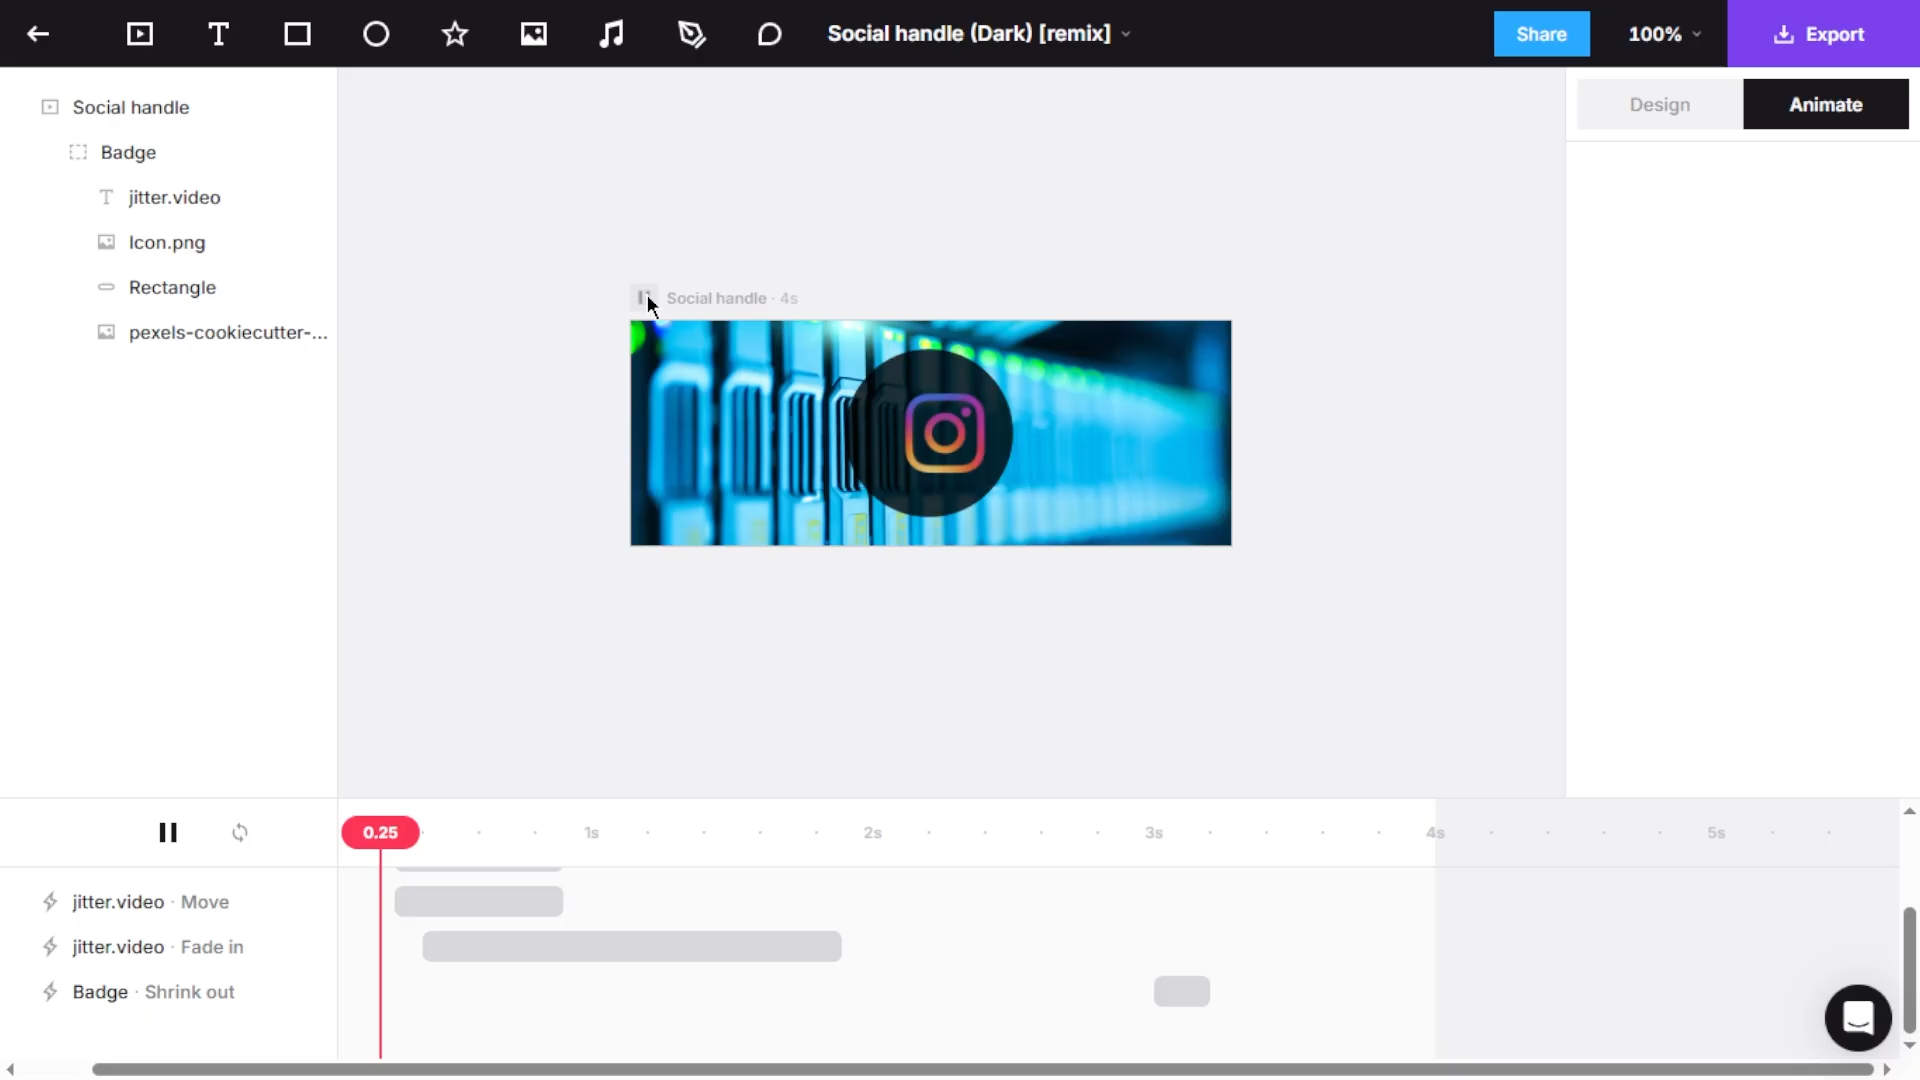 Social handle (Dark) [remix]
Share
100%
Export
Social handle
Badge
jitter.video
Icon.png
Rectangle
pexels-cookiecutter-...
Social handle · 4s
Design
Animate
0.25
1s
2s
3s
4s
5s
jitter.video · Move
jitter.video · Fade in
Badge · Shrink out